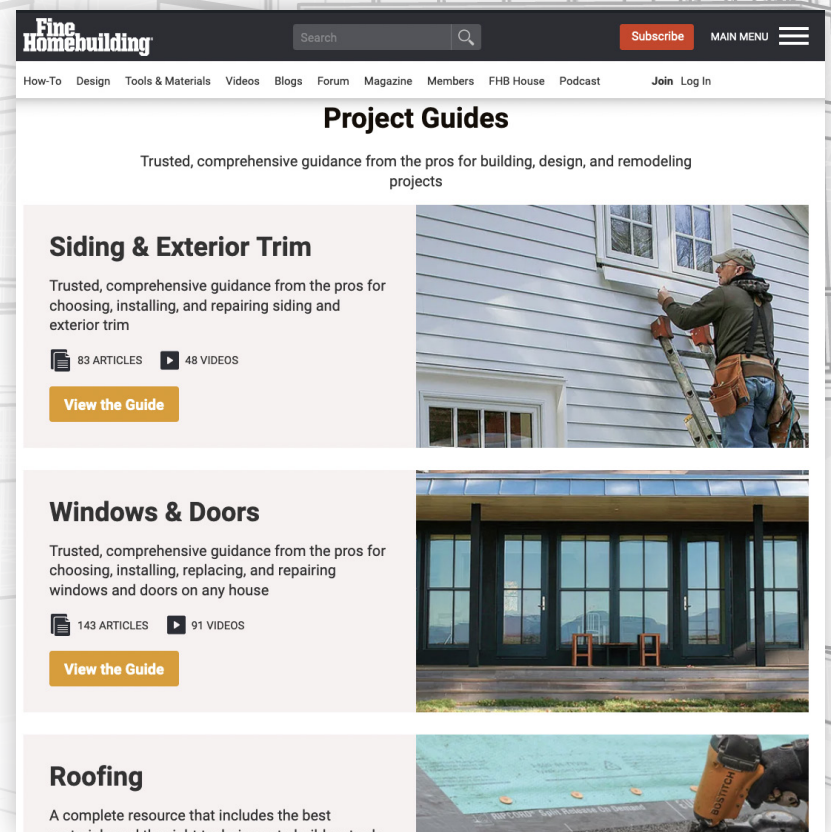 Fine
Homebuilding
Search
Subscribe
MAIN MENU
How-To Design Tools & Materials Videos Blogs Forum Magazine Members FHB House Podcast Join Log In
Project Guides
Trusted, comprehensive guidance from the pros for building, design, and remodeling
projects
Siding & Exterior Trim
Trusted, comprehensive guidance from the pros for
choosing, installing, and repairing siding and
exterior trim
83 ARTICLES 48 VIDEOS
View the Guide
Windows & Doors
Trusted, comprehensive guidance from the pros for
choosing, installing, replacing, and repairing
windows and doors on any house
143 ARTICLES 91 VIDEOS
View the Guide
Roofing
A complete resource that includes the best
BOSTITCH